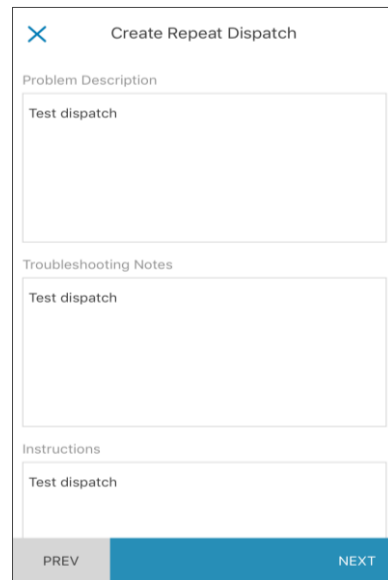 Create Repeat Dispatch
Problem Description
Test dispatch
Troubleshooting Notes
Test dispatch
Instructions
Test dispatch
PREV NEXT